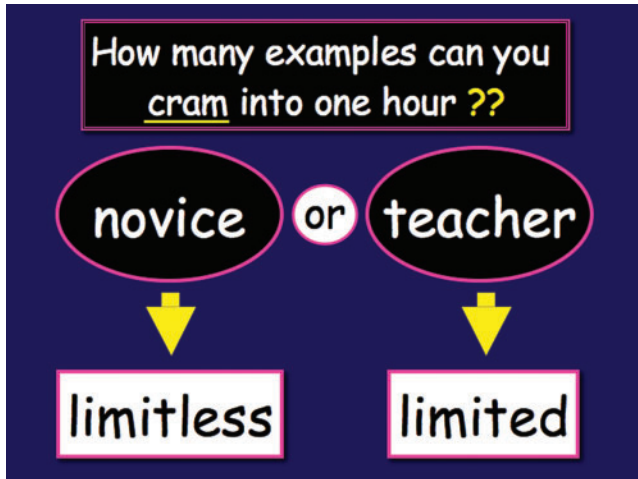 How many examples can you
cram into one hour ??
novice or teacher
limitless limited